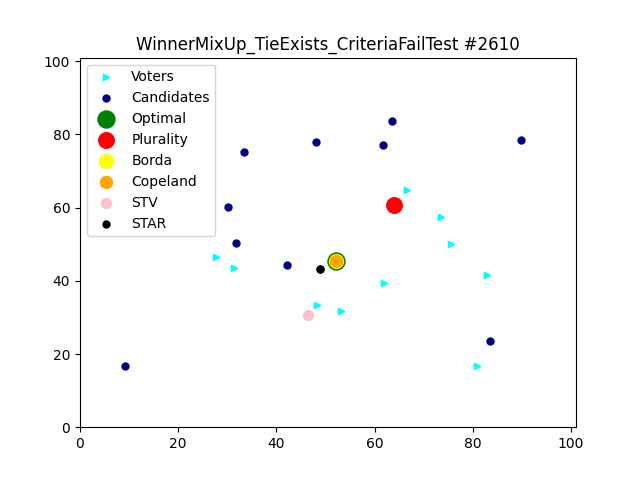 WinnerMixUp_TieExists_CriteriaFailTest #2610
100
80
60
40
20
0
0 20 40 60 80 100
Voters
Candidates
Optimal
Plurality
Borda
Copeland
STV
STAR